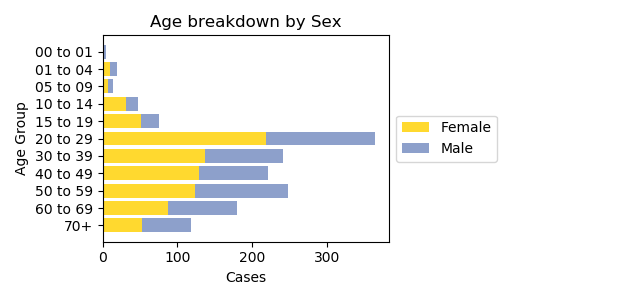 Age breakdown by Sex
Age Group
00 to 01
01 to 04
05 to 09
10 to 14
15 to 19
20 to 29
30 to 39
40 to 49
50 to 59
60 to 69
70+
0 100 200 300
Cases
Female
Male